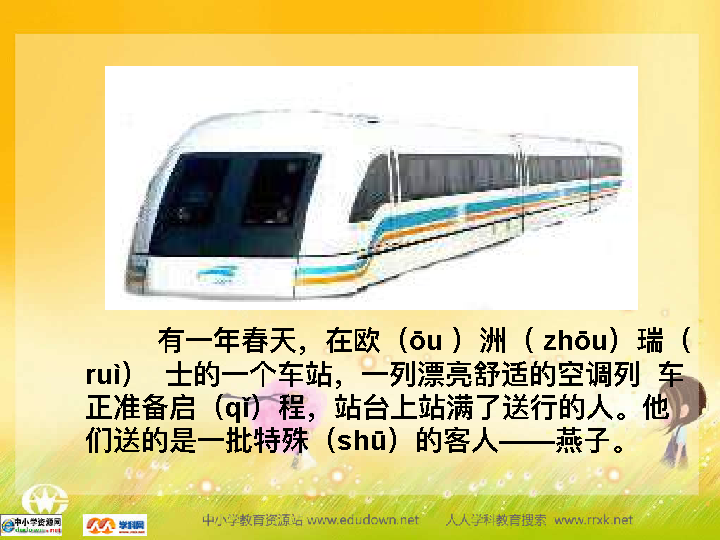 有一年春天，在欧（ōu ）洲（ zhōu）瑞（
ruì） 士的一个车站，一列漂亮舒适的空调列 车
正准备启（qǐ）程，站台上站满了送行的人。他
们送的是一批特殊（shū）的客人——燕子。
中小学资源网
学科网
中小学教育资源站 www.edudown.net 人人学科教育搜索 www.rrxk.net